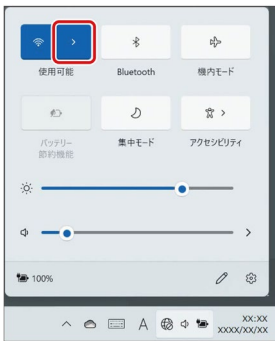 使用可能
Bluetooth
機内モード
バッテリー
節約機能
集中モード
アクセシビリティ
100%
A
XX:XX
XXXX/XX/XX